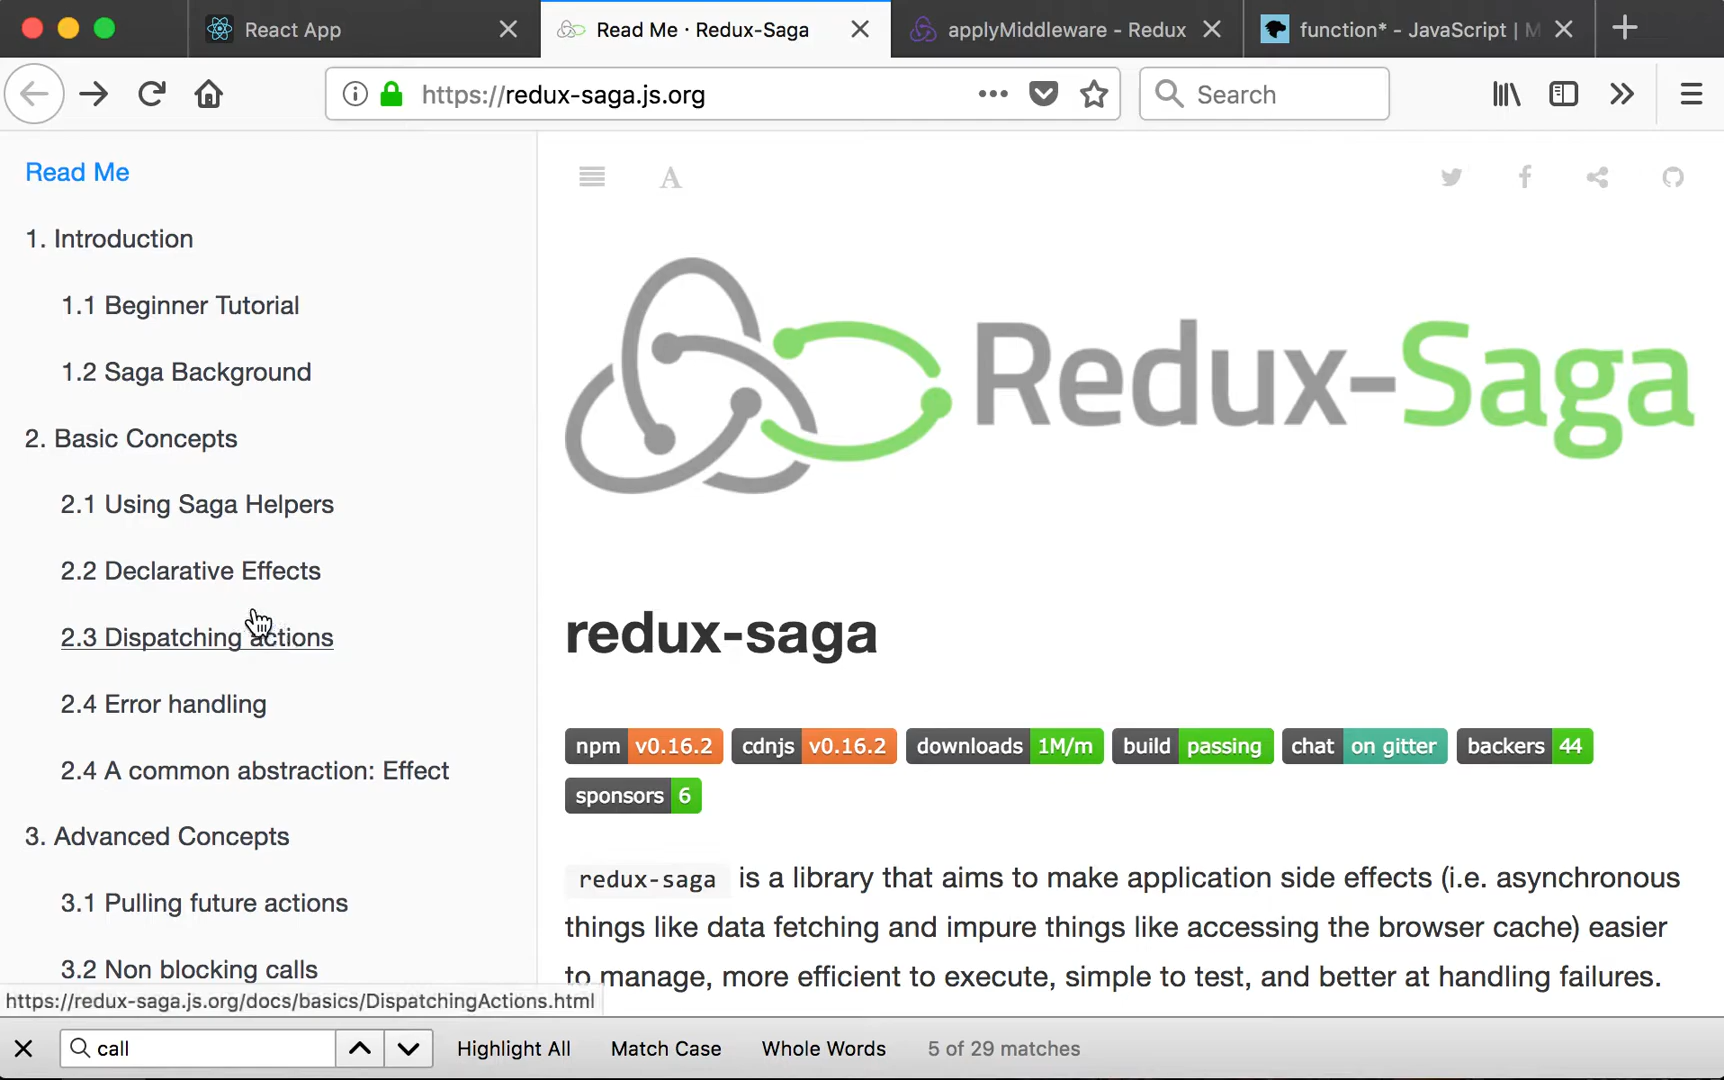 React App
Read Me · Redux-Saga
applyMiddleware - Redux
function* - JavaScript | M
https://redux-saga.js.org
Search
Read Me
1. Introduction
1.1 Beginner Tutorial
1.2 Saga Background
2. Basic Concepts
2.1 Using Saga Helpers
2.2 Declarative Effects
2.3 Dispatching actions
2.4 Error handling
2.4 A common abstraction: Effect
3. Advanced Concepts
3.1 Pulling future actions
3.2 Non blocking calls
A
Redux-Saga
redux-saga
npm v0.16.2 cdnjs v0.16.2 downloads 1M/m build passing chat on gitter backers 44
sponsors 6
redux-saga is a library that aims to make application side effects (i.e. asynchronous
things like data fetching and impure things like accessing the browser cache) easier
to manage, more efficient to execute, simple to test, and better at handling failures.
https://redux-saga.js.org/docs/basics/DispatchingActions.html
call
Highlight All
Match Case
Whole Words
5 of 29 matches